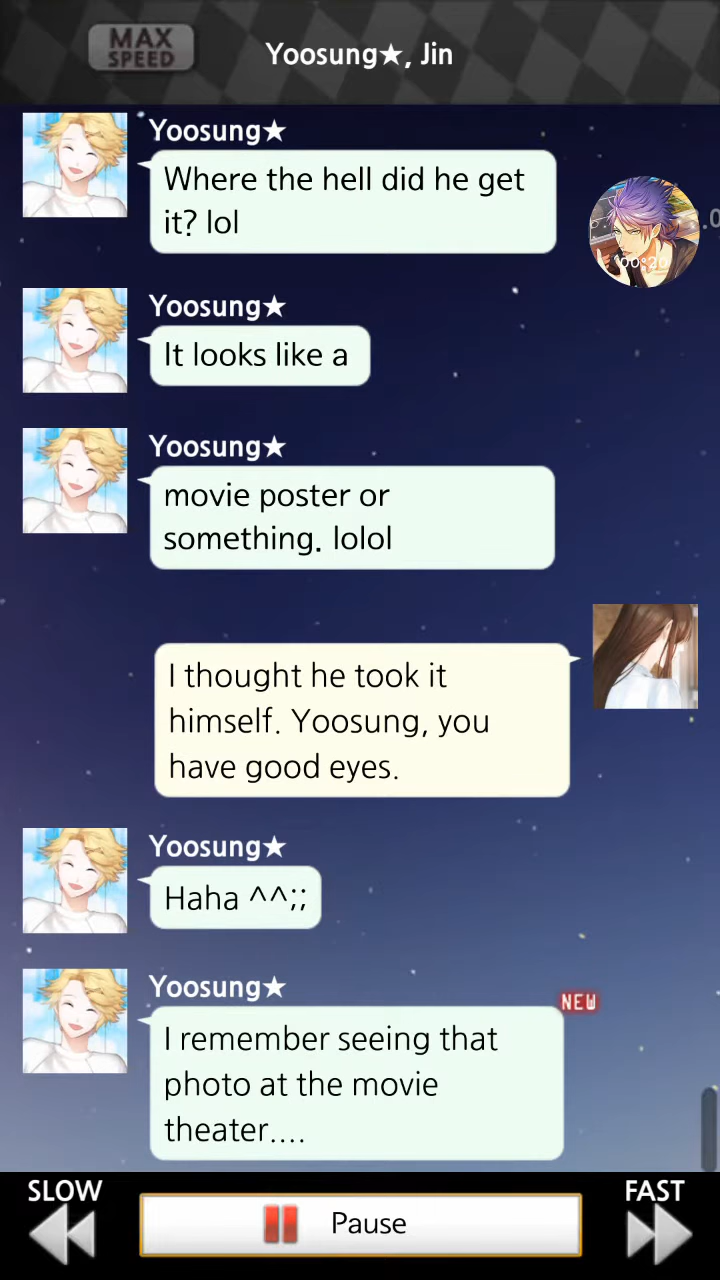 MAX
SPEED
Yoosung★, Jin
Yoosung★
Where the hell did he get
it? lol
00:20
Yoosung★
It looks like a
Yoosung★
movie poster or
something. lolol
I thought he took it
himself. Yoosung, you
have good eyes.
Yoosung★
Haha ^^;;
Yoosung★
NEW
I remember seeing that
photo at the movie
theater....
SLOW
Pause
FAST